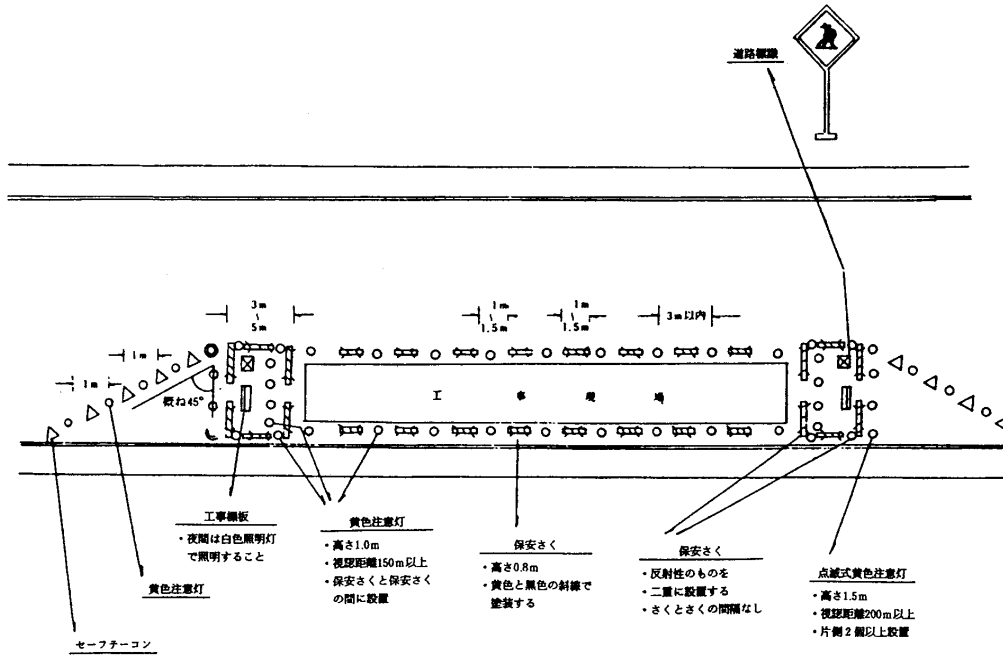 道路標識
3m
〜
5m
1m
〜
1.5m
1m
〜
1.5m
3m以内
1m
1m
概ね45°
工事現場
工事標板
・夜間は白色照明灯
で照明すること
黄色注意灯
セーフテーコン
黄色注意灯
・高さ1.0m
・視認距離150m以上
・保安さくと保安さく
の間に設置
保安さく
・高さ0.8m
・黄色と黒色の斜線で
塗装する
保安さく
・反射性のものを
・二重に設置する
・さくとさくの間隔なし
点滅式黄色注意灯
・高さ1.5m
・視認距離200m以上
・片側2個以上設置